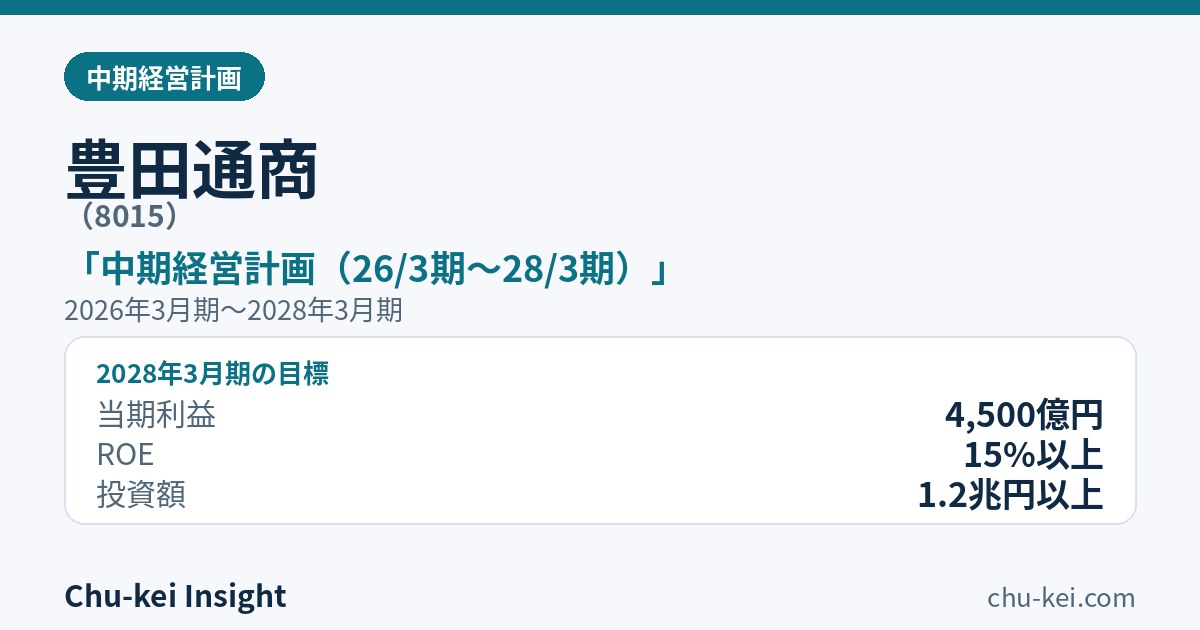 中期経営計画
豊田通商
（8015）
「中期経営計画（26/3期〜28/3期）」
2026年3月期〜2028年3月期
2028年3月期の目標
当期利益 4,500億円
ROE 15%以上
投資額 1.2兆円以上
Chu-kei Insight chu-kei.com